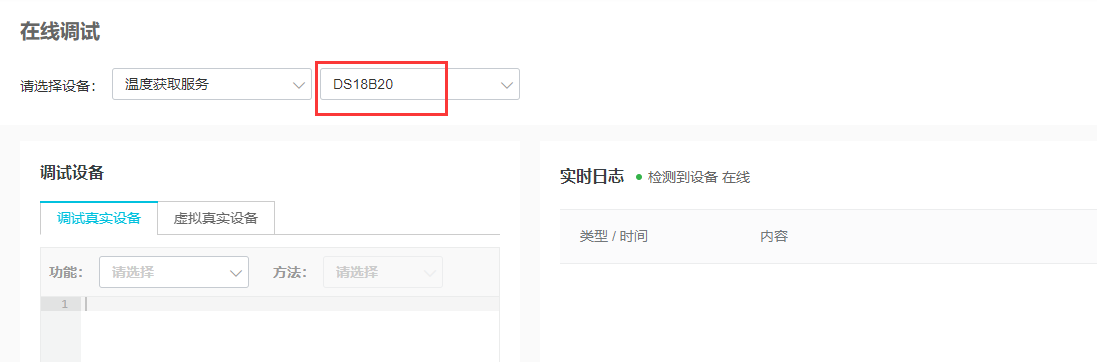 在线调试
请选择设备： 温度获取服务 DS18B20
调试设备
调试真实设备 虚拟真实设备
功能： 请选择 方法： 请选择
1
实时日志 检测到设备 在线
类型 / 时间 内容